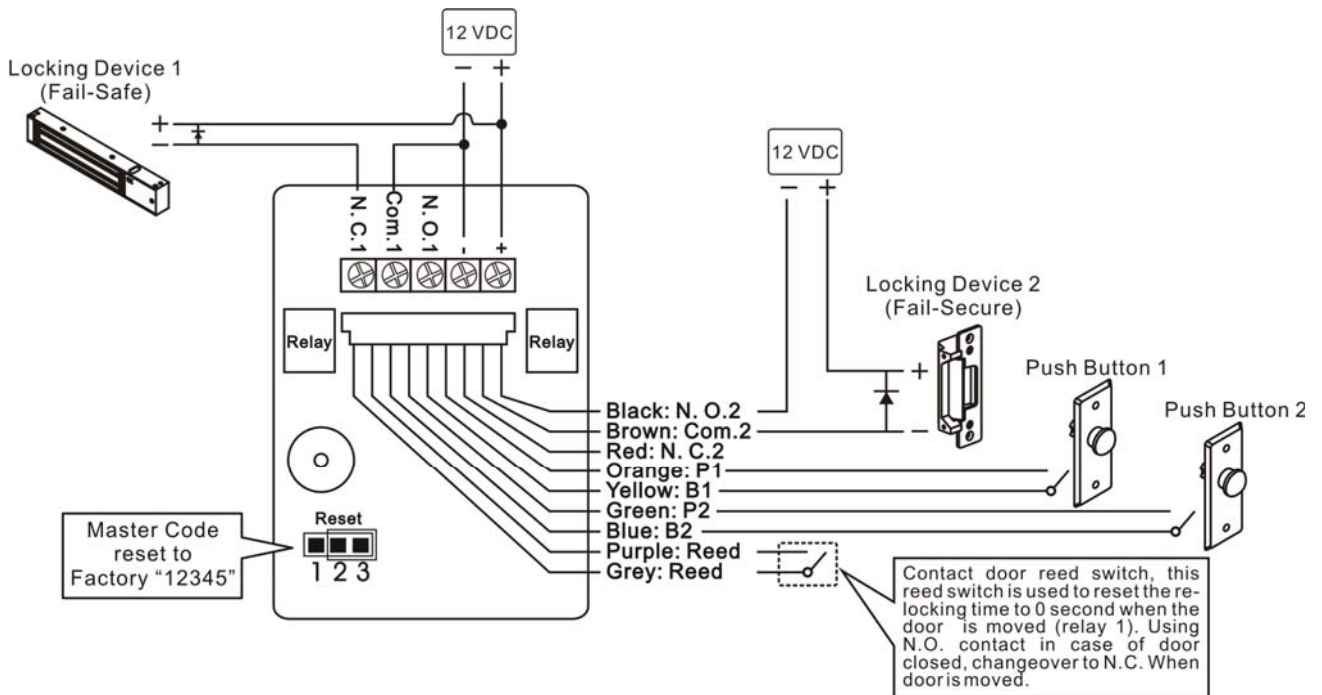 12 VDC
- +
Locking Device 1
(Fail-Safe)
+
-
12 VDC
- +
N. C.1
Com.1
N. O.1
-
+
Relay
Relay
Locking Device 2
(Fail-Secure)
+
-
Push Button 1
Push Button 2
Black: N. O.2
Brown: Com.2
Red: N. C.2
Orange: P1
Yellow: B1
Green: P2
Blue: B2
Purple: Reed
Grey: Reed
Reset
1 2 3
Master Code
reset to
Factory “12345”
Contact door reed switch, this
reed switch is used to reset the re-
locking time to 0 second when the
door is moved (relay 1). Using
N.O. contact in case of door
closed, changeover to N.C. When
door is moved.